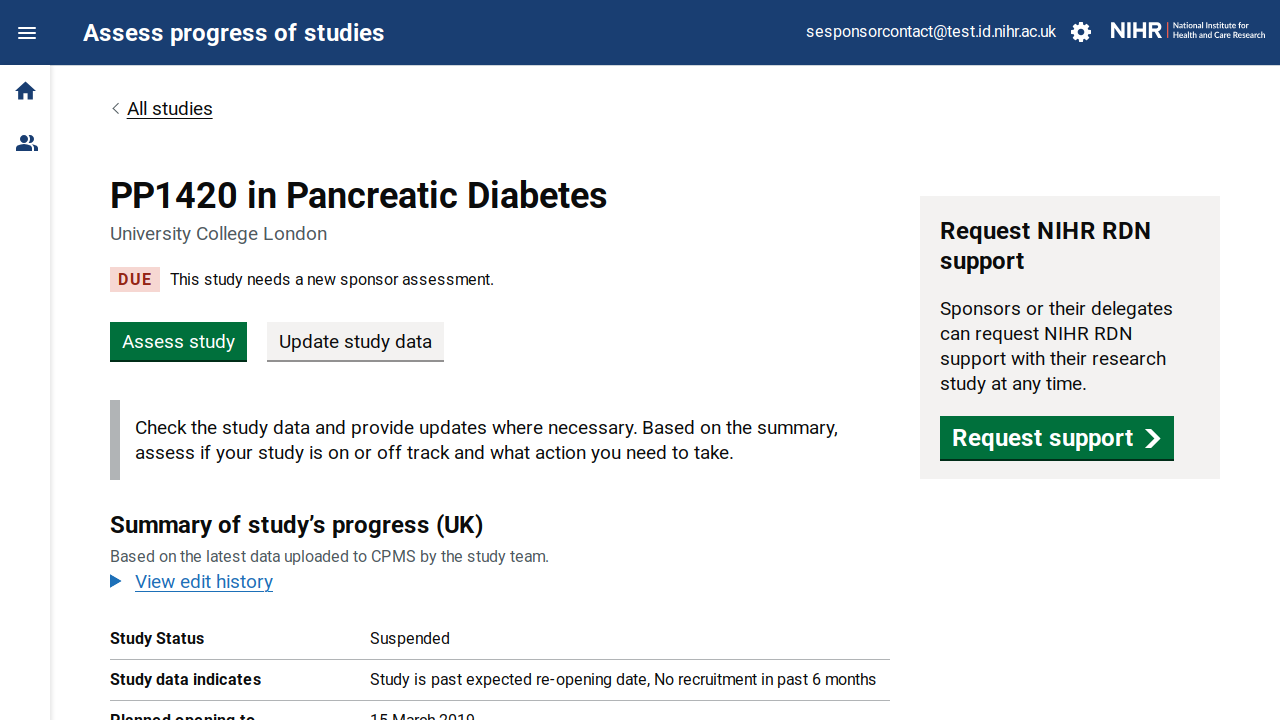 Assess progress of studies
sesponsorcontact@test.id.nihr.ac.uk
NIHR
National Institute for
Health and Care Research
All studies
PP1420 in Pancreatic Diabetes
University College London
DUE
This study needs a new sponsor assessment.
Assess study
Update study data
Check the study data and provide updates where necessary. Based on the summary,
assess if your study is on or off track and what action you need to take.
Summary of study’s progress (UK)
Based on the latest data uploaded to CPMS by the study team.
View edit history
Study Status Suspended
Study data indicates Study is past expected re-opening date, No recruitment in past 6 months
Planned opening to 15 March 2019
Request NIHR RDN
support
Sponsors or their delegates
can request NIHR RDN
support with their research
study at any time.
Request support